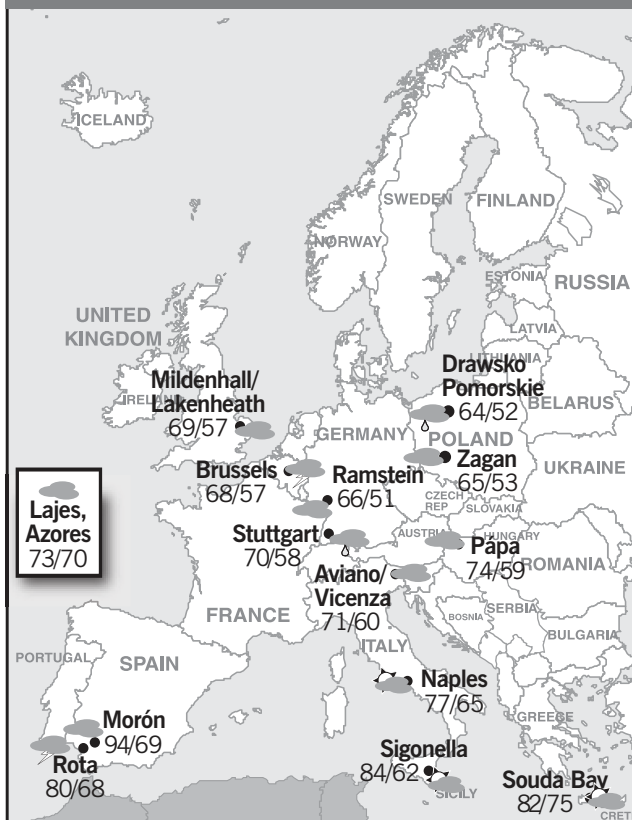 ICELAND
SWEDEN
FINLAND
NORWAY
ESTONIA
RUSSIA
LATVIA
LITHUANIA
UNITED
KINGDOM
IRELAND
Mildenhall/
Lakenheath
69/57
Drawsko
Pomorskie
64/52
BELARUS
GERMANY
POLAND
Zagan
65/53
UKRAINE
Brussels
68/57
Ramstein
66/51
CZECH
REP
SLOVAKIA
Lajes,
Azores
73/70
Stuttgart
70/58
AUSTRIA
HUNGARY
Pápa
74/59
ROMANIA
Aviano/
Vicenza
71/60
FRANCE
BOSNIA
SERBIA
BULGARIA
ITALY
PORTUGAL
SPAIN
Naples
77/65
GREECE
Morón
94/69
Rota
80/68
Sigonella
84/62
SICILY
Souda Bay
82/75
CRETE